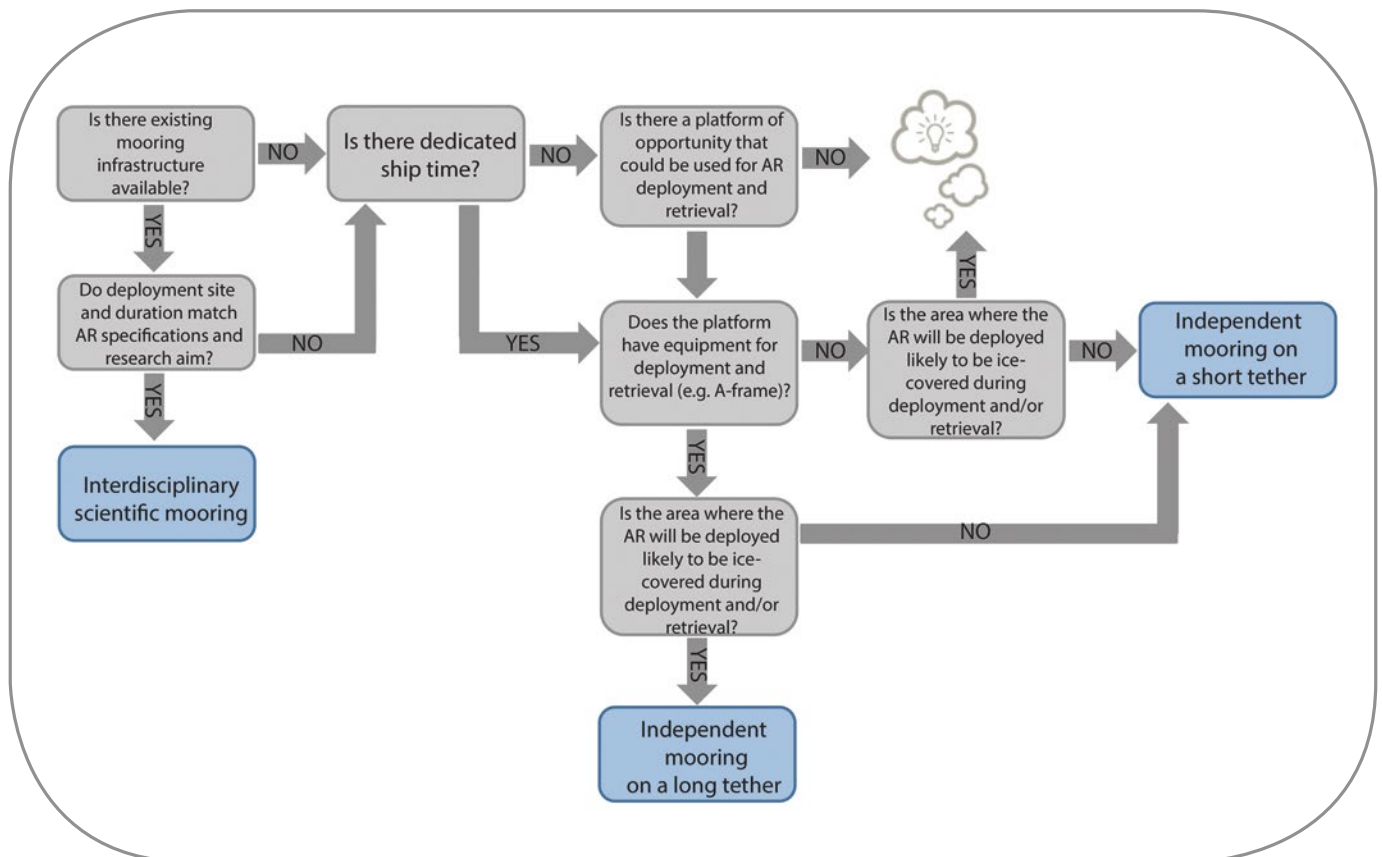 Is there existing
mooring
infrastructure
available?
NO
Is there dedicated
ship time?
NO
Is there a platform of
opportunity that
could be used for AR
deployment and
retrieval?
NO
YES
Do deployment site
and duration match
AR specifications and
research aim?
NO
YES
Does the platform
have equipment for
deployment and
retrieval (e.g. A-frame)?
NO
Is the area where the
AR will be deployed
likely to be ice-
covered during
deployment and/or
retrieval?
YES
NO
Independent
mooring on
a short tether
YES
Interdisciplinary
scientific mooring
YES
Is the area where the
AR will be deployed
likely to be ice-
covered during
deployment and/or
retrieval?
NO
YES
Independent
mooring
on a long tether